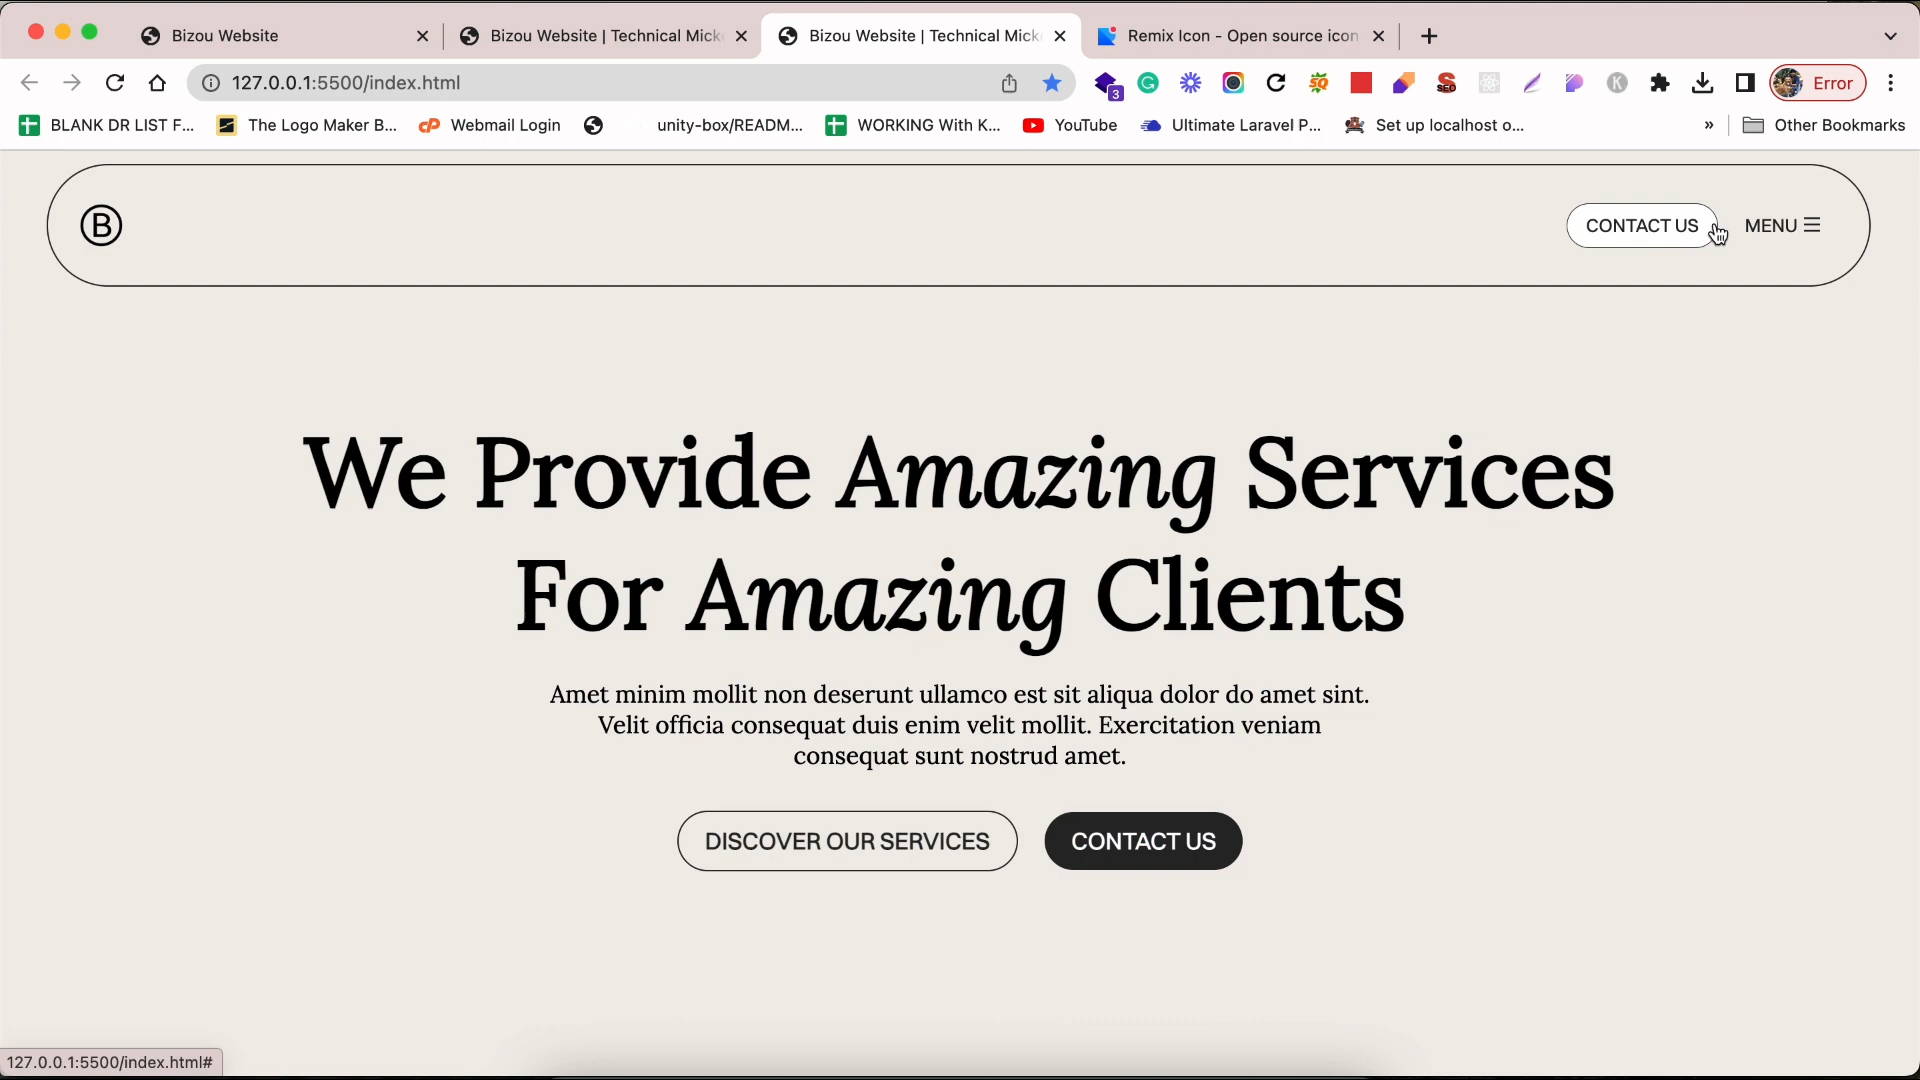 Bizou Website
Bizou Website | Technical Mick
Bizou Website | Technical Mick
Remix Icon - Open source icon
127.0.0.1:5500/index.html
3
SEO
K
Error
BLANK DR LIST F...
The Logo Maker B...
cP
Webmail Login
unity-box/READM...
WORKING With K...
YouTube
Ultimate Laravel P...
Set up localhost o...
»
Other Bookmarks
B
CONTACT US
MENU
We Provide Amazing Services
For Amazing Clients
Amet minim mollit non deserunt ullamco est sit aliqua dolor do amet sint.
Velit officia consequat duis enim velit mollit. Exercitation veniam
consequat sunt nostrud amet.
DISCOVER OUR SERVICES
CONTACT US
127.0.0.1:5500/index.html#